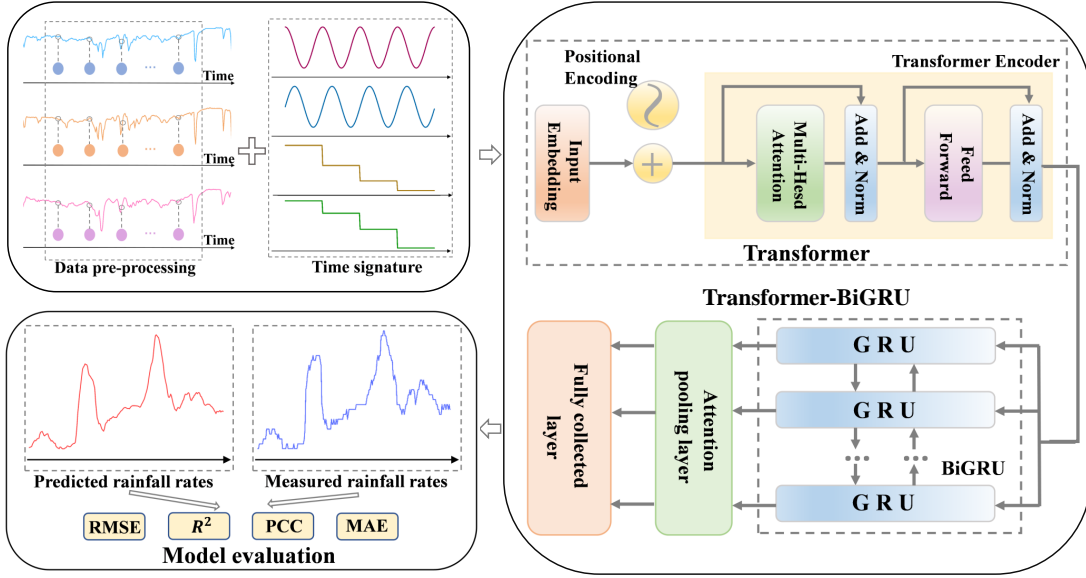 Time
Time
Time
Data pre-processing
Time signature
Positional
Encoding
Transformer Encoder
Input
Embedding
Multi-Hesd
Attention
Add & Norm
Feed
Forward
Add & Norm
Transformer
Transformer-BiGRU
G R U
G R U
G R U
BiGRU
Attention
pooling layer
Fully collected
layer
Predicted rainfall rates
Measured rainfall rates
RMSE
R²
PCC
MAE
Model evaluation